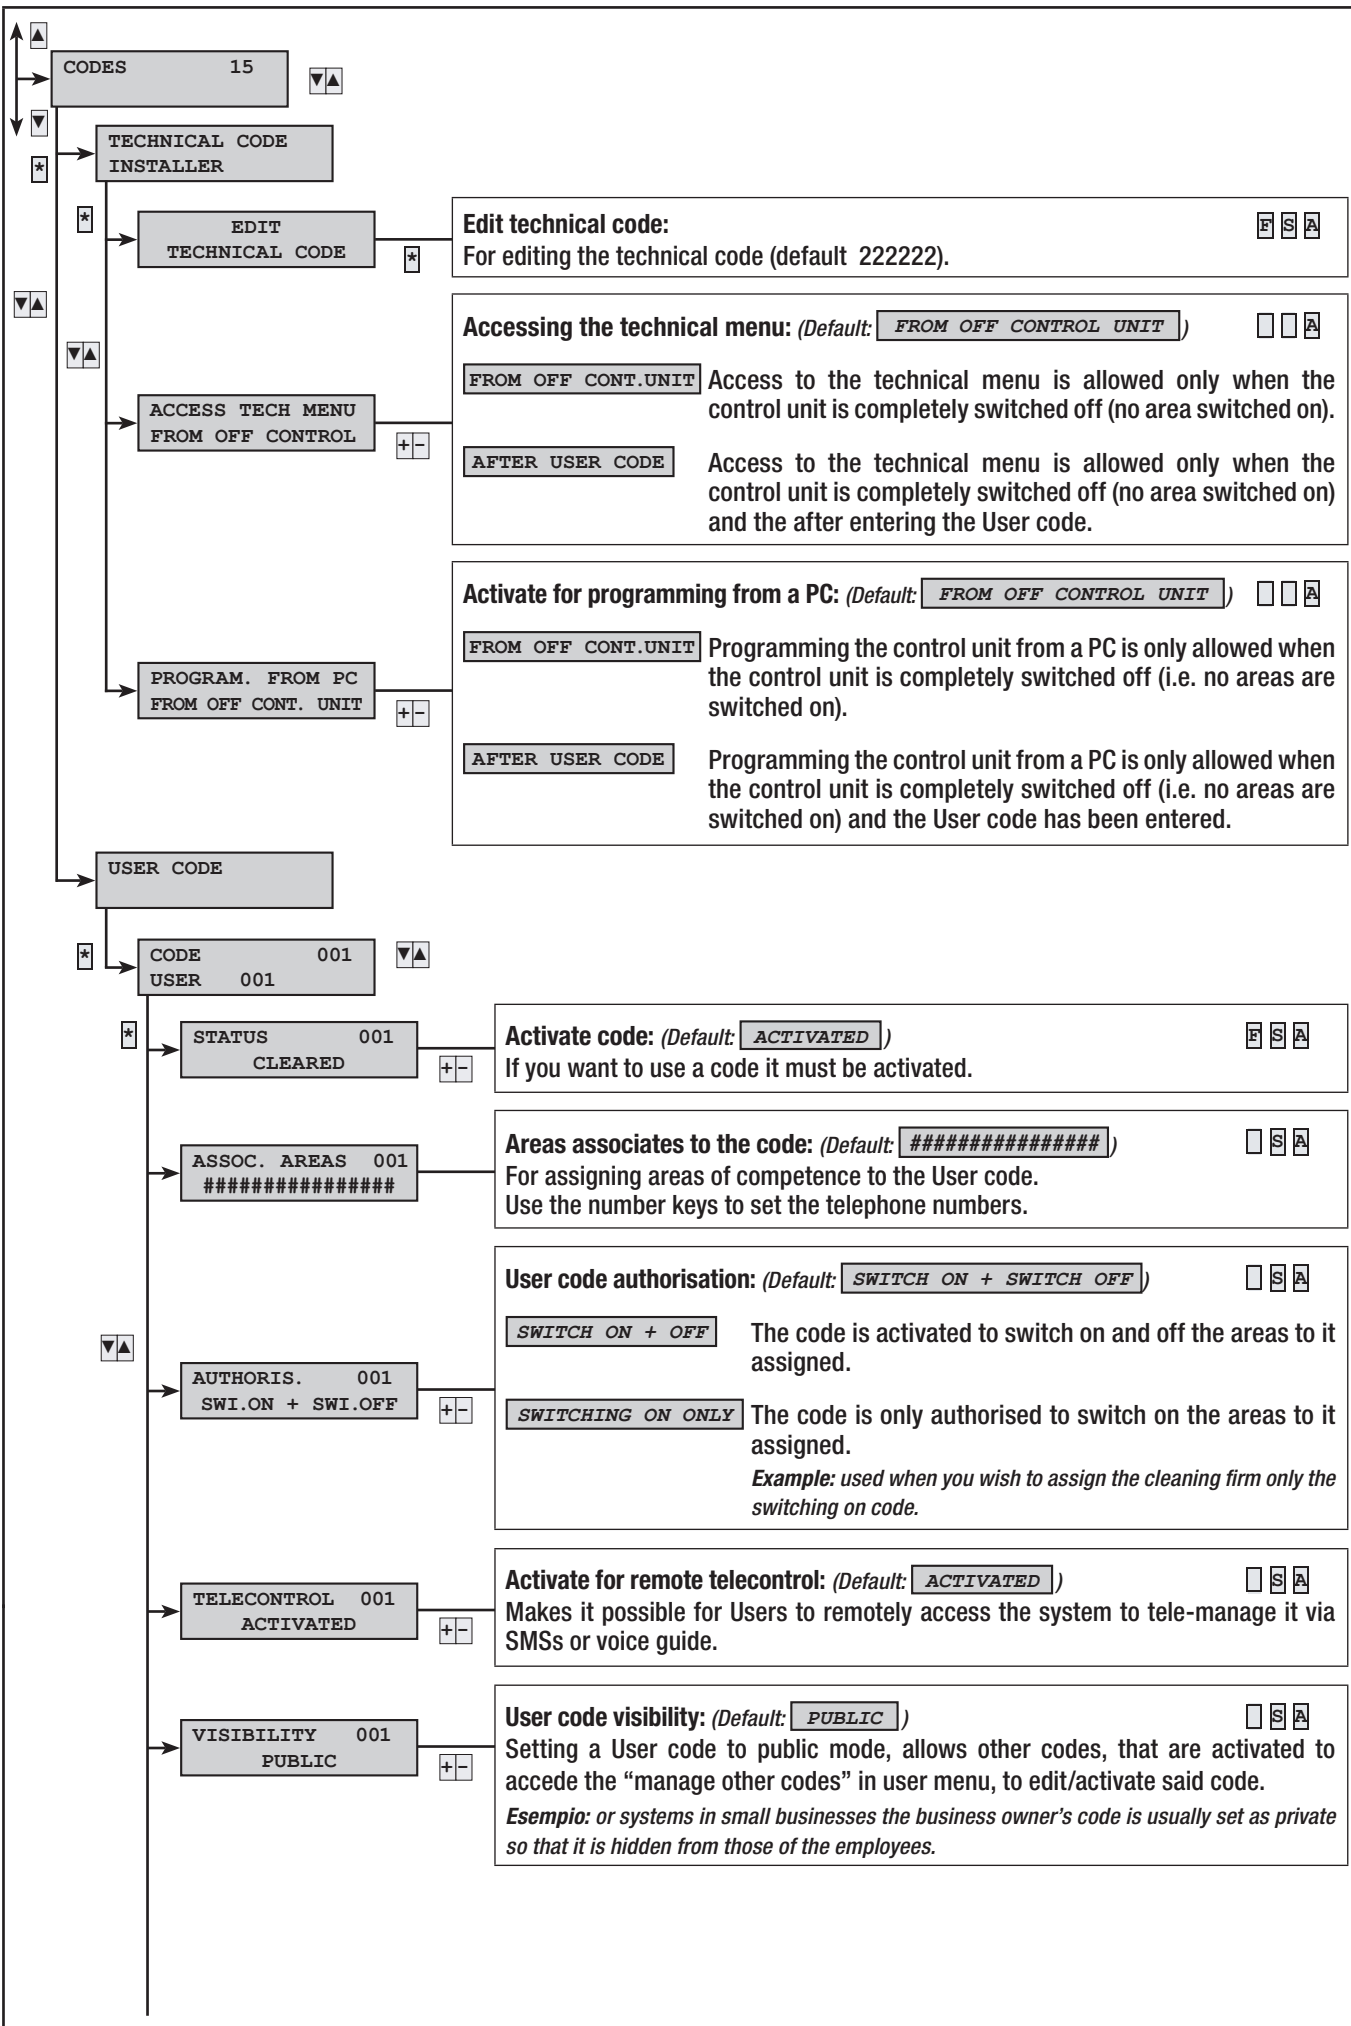 ▲
CODES 15
▼▲
▼
*
TECHNICAL CODE
INSTALLER
*
EDIT
TECHNICAL CODE
*
Edit technical code:
F S A
For editing the technical code (default 222222).
▼▲
▼▲
Accessing the technical menu: (Default: FROM OFF CONTROL UNIT )
A
FROM OFF CONT.UNIT Access to the technical menu is allowed only when the
control unit is completely switched off (no area switched on).
ACCESS TECH MENU
FROM OFF CONTROL
+ -
AFTER USER CODE Access to the technical menu is allowed only when the
control unit is completely switched off (no area switched on)
and the after entering the User code.
Activate for programming from a PC: (Default: FROM OFF CONTROL UNIT )
A
FROM OFF CONT.UNIT Programming the control unit from a PC is only allowed when
the control unit is completely switched off (i.e. no areas are
switched on).
PROGRAM. FROM PC
FROM OFF CONT. UNIT
+ -
AFTER USER CODE Programming the control unit from a PC is only allowed when
the control unit is completely switched off (i.e. no areas are
switched on) and the User code has been entered.
USER CODE
*
CODE 001
USER 001
▼▲
*
STATUS 001
CLEARED
+ -
Activate code: (Default: ACTIVATED )
F S A
If you want to use a code it must be activated.
ASSOC. AREAS 001
################
Areas associates to the code: (Default: ################ )
S A
For assigning areas of competence to the User code.
Use the number keys to set the telephone numbers.
▼▲
User code authorisation: (Default: SWITCH ON + SWITCH OFF )
S A
SWITCH ON + OFF The code is activated to switch on and off the areas to it
assigned.
AUTHORIS. 001
SWI.ON + SWI.OFF
+ -
SWITCHING ON ONLY The code is only authorised to switch on the areas to it
assigned.
Example: used when you wish to assign the cleaning firm only the
switching on code.
TELECONTROL 001
ACTIVATED
+ -
Activate for remote telecontrol: (Default: ACTIVATED )
S A
Makes it possible for Users to remotely access the system to tele-manage it via
SMSs or voice guide.
VISIBILITY 001
PUBLIC
+ -
User code visibility: (Default: PUBLIC )
S A
Setting a User code to public mode, allows other codes, that are activated to
accede the “manage other codes” in user menu, to edit/activate said code.
Esempio: or systems in small businesses the business owner’s code is usually set as private
so that it is hidden from those of the employees.